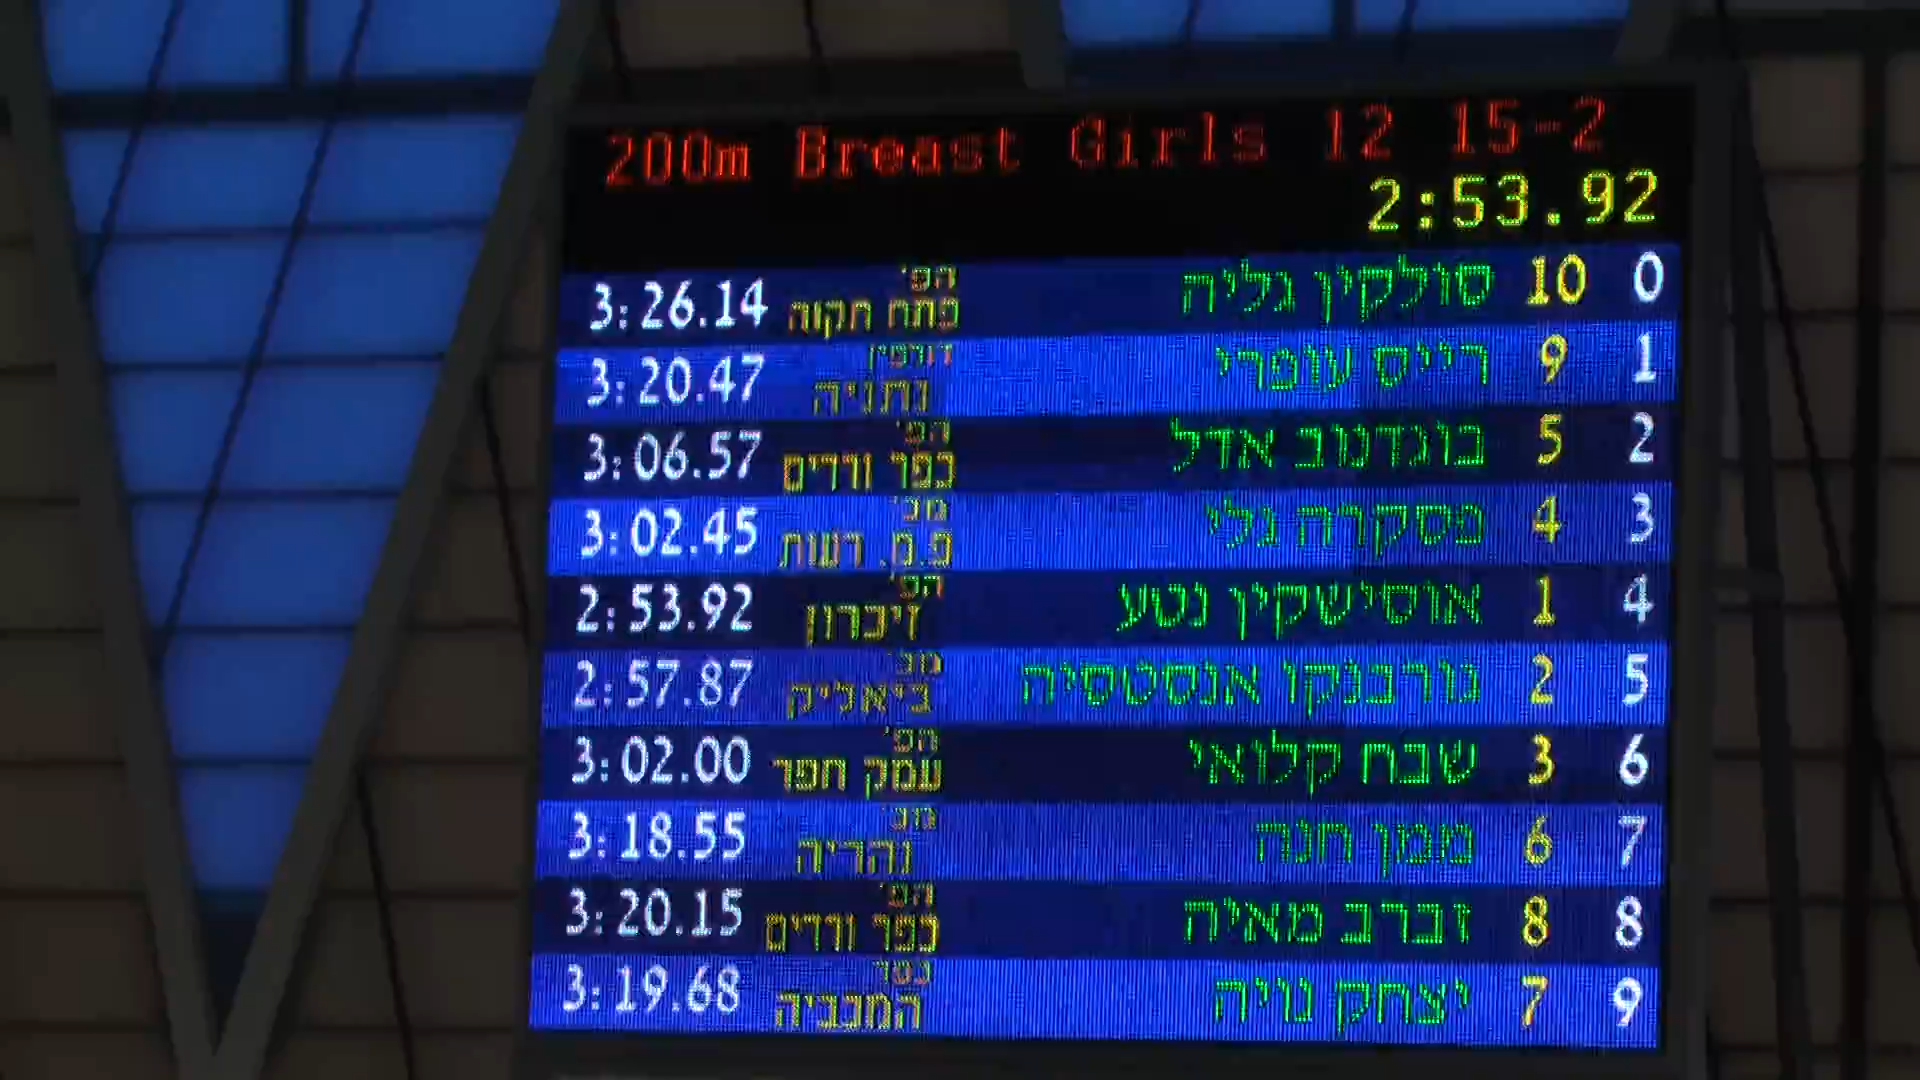 200m Breast Girls 12 15-2
2:53.92
0 10 סולקין גליה הפ' פתח תקווה 3:26.14
1 9 רייס עופרי דולפין נתניה 3:20.47
2 5 בוגדנוב אדל הפ' כפר ורדים 3:06.57
3 4 פסקרה גלי מכ' פ.מ. רעות 3:02.45
4 1 אוסישקין נטע הפ' זיכרון 2:53.92
5 2 גורבנקו אנסטסיה מכ' ביאליק 2:57.87
6 3 שבח קלואי הפ' עמק חפר 3:02.00
7 6 ממן חנה מכ' נהריה 3:18.55
8 8 זברב מאיה הפ' כפר ורדים 3:20.15
9 7 יצחק נויה כפר המכביה 3:19.68